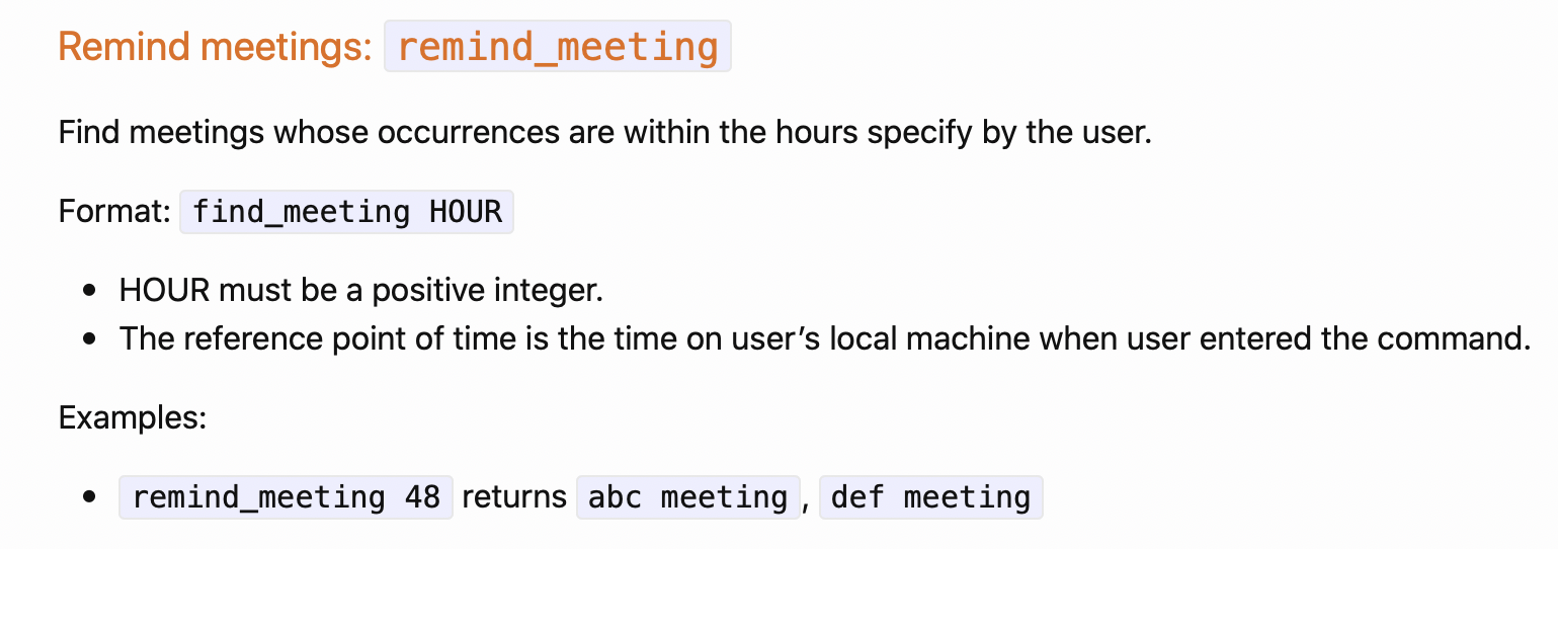 Remind meetings: remind_meeting
Find meetings whose occurrences are within the hours specify by the user.
Format: find_meeting HOUR
• HOUR must be a positive integer.
• The reference point of time is the time on user’s local machine when user entered the command.
Examples:
• remind_meeting 48 returns abc meeting, def meeting